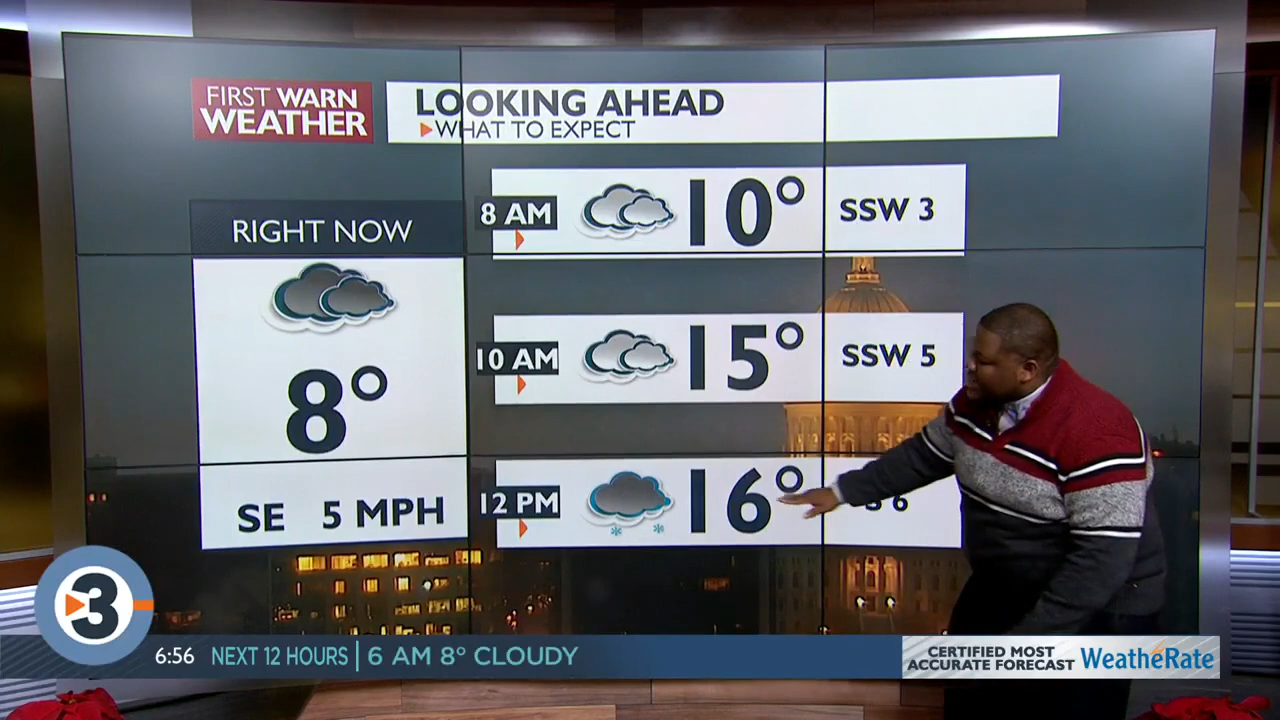 FIRST WARN
WEATHER
LOOKING AHEAD
WHAT TO EXPECT
RIGHT NOW
8°
SE 5 MPH
8 AM 10° SSW 3
10 AM 15° SSW 5
12 PM 16° S 6
3
6:56 NEXT 12 HOURS | 6 AM 8° CLOUDY
CERTIFIED MOST
ACCURATE FORECAST
WeatheRate